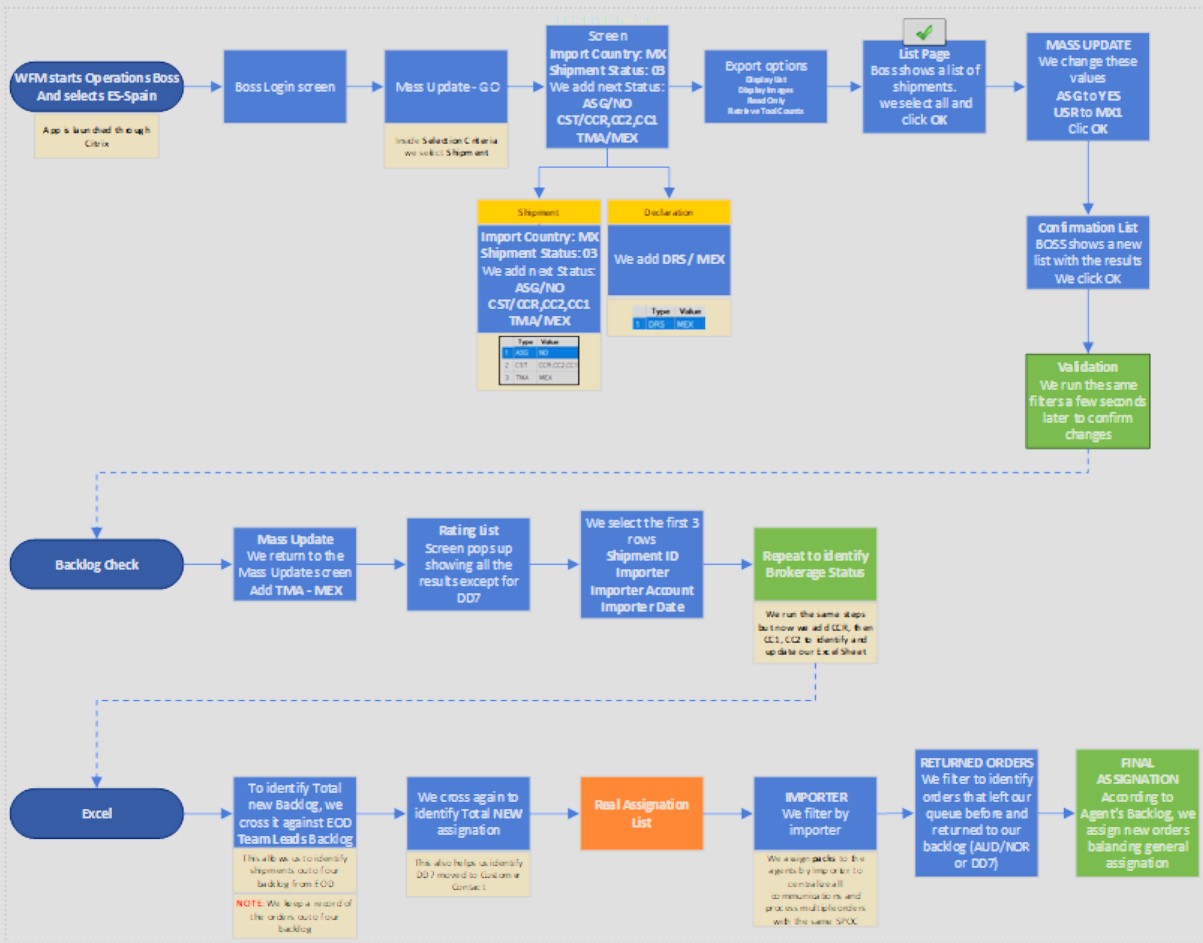 WFM starts Operations Boss
And selects ES-Spain
App is launched through
Citrix
Boss Login screen
Mass Update - GO
Inside Selection Criteria
we select Shipment
Screen
Import Country: MX
Shipment Status: 03
We add next Status:
ASG/NO
CST/CCR,CC2,CC1
TMA/MEX
Export options
Display List
Display Images
Read Only
Retrieve Tool Counts
List Page
Boss shows a list of
shipments.
we select all and
click OK
MASS UPDATE
We change these
values
ASG to YES
USR to MX1
Clic OK
Shipment
Import Country: MX
Shipment Status: 03
We add next Status:
ASG/NO
CST/CCR,CC2,CC1
TMA/MEX
Type Value
1 ASG NO
2 CST CCR,CC2,CC1
3 TMA MEX
Declaration
We add DRS / MEX
Type Value
1 DRS MEX
Confirmation List
BOSS shows a new
list with the results
We click OK
Validation
We run the same
filters a few seconds
later to confirm
changes
Backlog Check
Mass Update
We return to the
Mass Update screen
Add TMA - MEX
Rating List
Screen pops up
showing all the
results except for
DD7
We select the first 3
rows
Shipment ID
Importer
Importer Account
Importer Date
Repeat to identify
Brokerage Status
We run the same steps
but now we add CCR, then
CC1, CC2 to identify and
update our Excel Sheet
Excel
To identify Total
new Backlog, we
cross it against EOD
Team Leads Backlog
This allows us to identify
shipments out of our
backlog from EOD
NOTE: We keep a record of
the orders out of our
backlog
We cross again to
identify Total NEW
assignation
This also helps us identify
DD7 moved to Customer
Contact
Real Assignation
List
IMPORTER
We filter by
importer
We assign packs to the
agents by importer to
centralize all
communications and
process multiple orders
with the same SPOC
RETURNED ORDERS
We filter to identify
orders that left our
queue before and
returned to our
backlog (AUD/NOR
or DD7)
FINAL
ASSIGNATION
According to
Agent's Backlog, we
assign new orders
balancing general
assignation